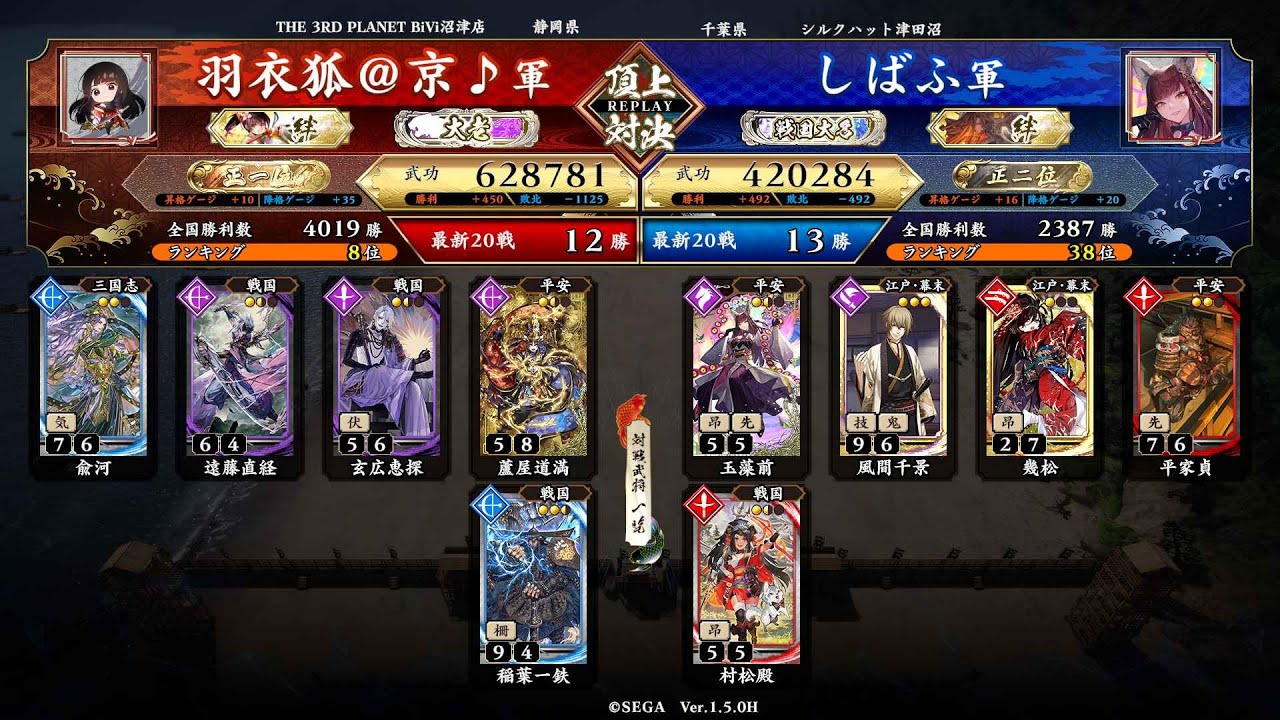 THE 3RD PLANET BiVi沼津店 静岡県 千葉県 シルクハット津田沼
羽衣狐@京♪軍
頂上
REPLAY
対決
しばふ軍
絆 大老 戦国大名 絆
正一位 武功 628781 武功 420284 正二位
昇格ゲージ +10 降格ゲージ +35 勝利 +450 敗北 -1125 勝利 +492 敗北 -492 昇格ゲージ +16 降格ゲージ +20
全国勝利数 4019勝 最新20戦 12勝 最新20戦 13勝 全国勝利数 2387勝
ランキング 8位 ランキング 38位
三国志 戦国 戦国 平安 平安 江戸・幕末 江戸・幕末 平安
気 伏 昂 先 技 鬼 昂 先
7 6 6 4 5 6 5 8 5 5 9 6 2 7 7 6
兪河 遠藤直経 玄広恵探 蘆屋道満 玉藻前 風間千景 幾松 平家貞
対戦武将一覧
戦国 戦国
柵 昂
9 4 5 5
稲葉一鉄 村松殿
©SEGA Ver.1.5.0H